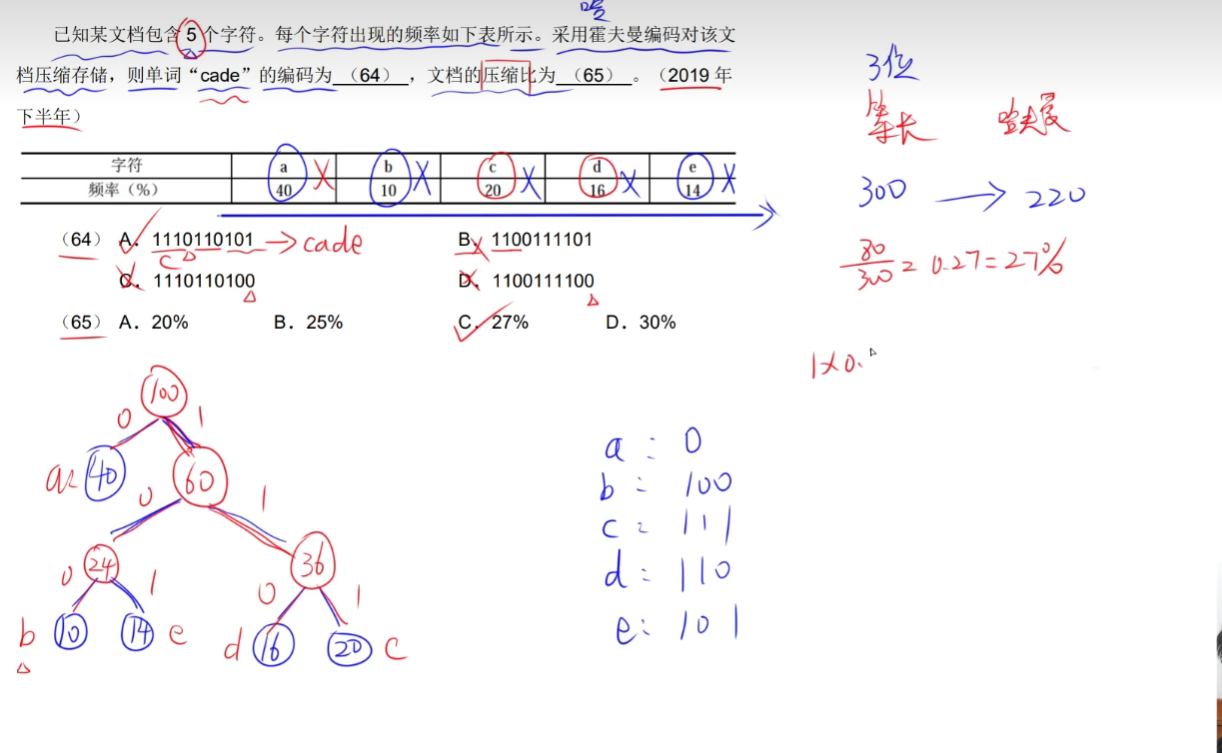 哈
已知某文档包含 5 个字符。每个字符出现的频率如下表所示。采用霍夫曼编码对该文
档压缩存储，则单词“cade”的编码为 （64） ，文档的压缩比为 （65） 。（2019 年
下半年）
字符 a b c d e
频率（%） 40 10 20 16 14
（64） A. 1110110101 → cade B. 1100111101
C
C. 1110110100 D. 1100111100
（65） A. 20% B. 25% C. 27% D. 30%
3位
等长
300 → 220
80/300 = 0.27 = 27%
1×0.
100
0 1
a: 40 60
0 1
24 36
0 1 0 1
b 10 14 e d 16 20 c
a: 0
b: 100
c: 111
d: 110
e: 101